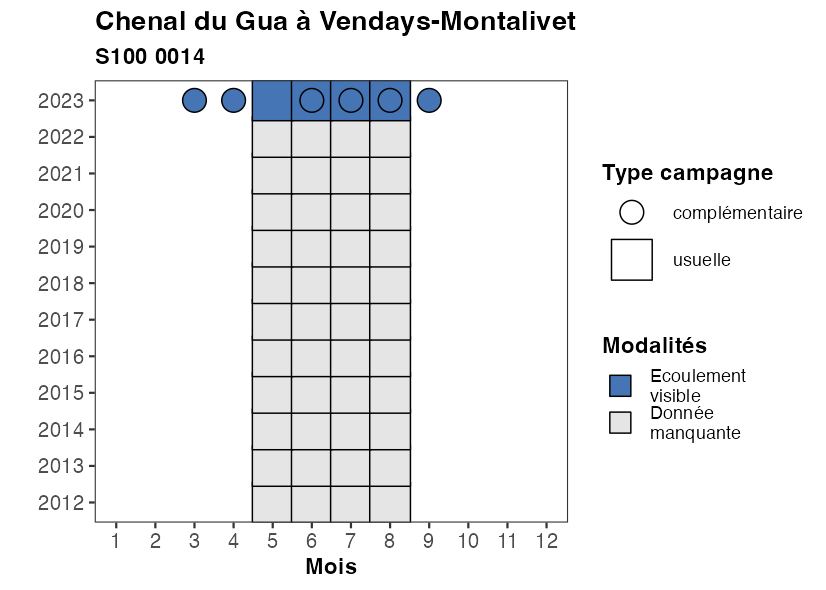 Chenal du Gua à Vendays-Montalivet
S100 0014
2023
2022
2021
2020
2019
2018
2017
2016
2015
2014
2013
2012
1 2 3 4 5 6 7 8 9 10 11 12
Mois
Type campagne
complémentaire
usuelle
Modalités
Ecoulement
visible
Donnée
manquante